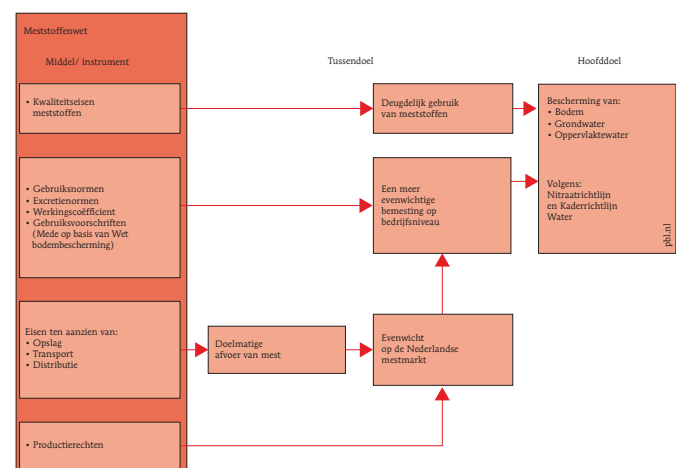 Meststoffenwet
Middel/ instrument
Tussendoel
Hoofddoel
• Kwaliteitseisen
meststoffen
Deugdelijk gebruik
van meststoffen
Bescherming van:
• Bodem
• Grondwater
• Oppervlaktewater
Volgens:
Nitraatrichtlijn
en Kaderrichtlijn
Water
pbl.nl
• Gebruiksnormen
• Excretienormen
• Werkingscoëfficient
• Gebruiksvoorschriften
(Mede op basis van Wet
bodembescherming)
Een meer
evenwichtige
bemesting op
bedrijfsniveau
Eisen ten aanzien van:
• Opslag
• Transport
• Distributie
Doelmatige
afvoer van mest
Evenwicht
op de Nederlandse
mestmarkt
• Productierechten